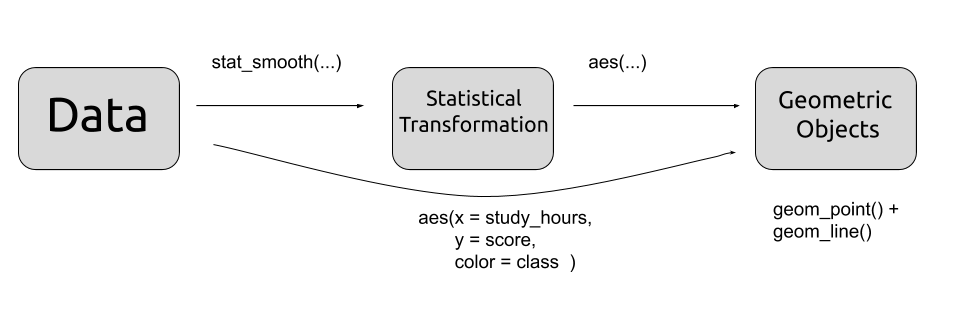 stat_smooth(...)
aes(...)
Data
Statistical
Transformation
Geometric
Objects
aes(x = study_hours,
y = score,
color = class  )
geom_point() +
geom_line()